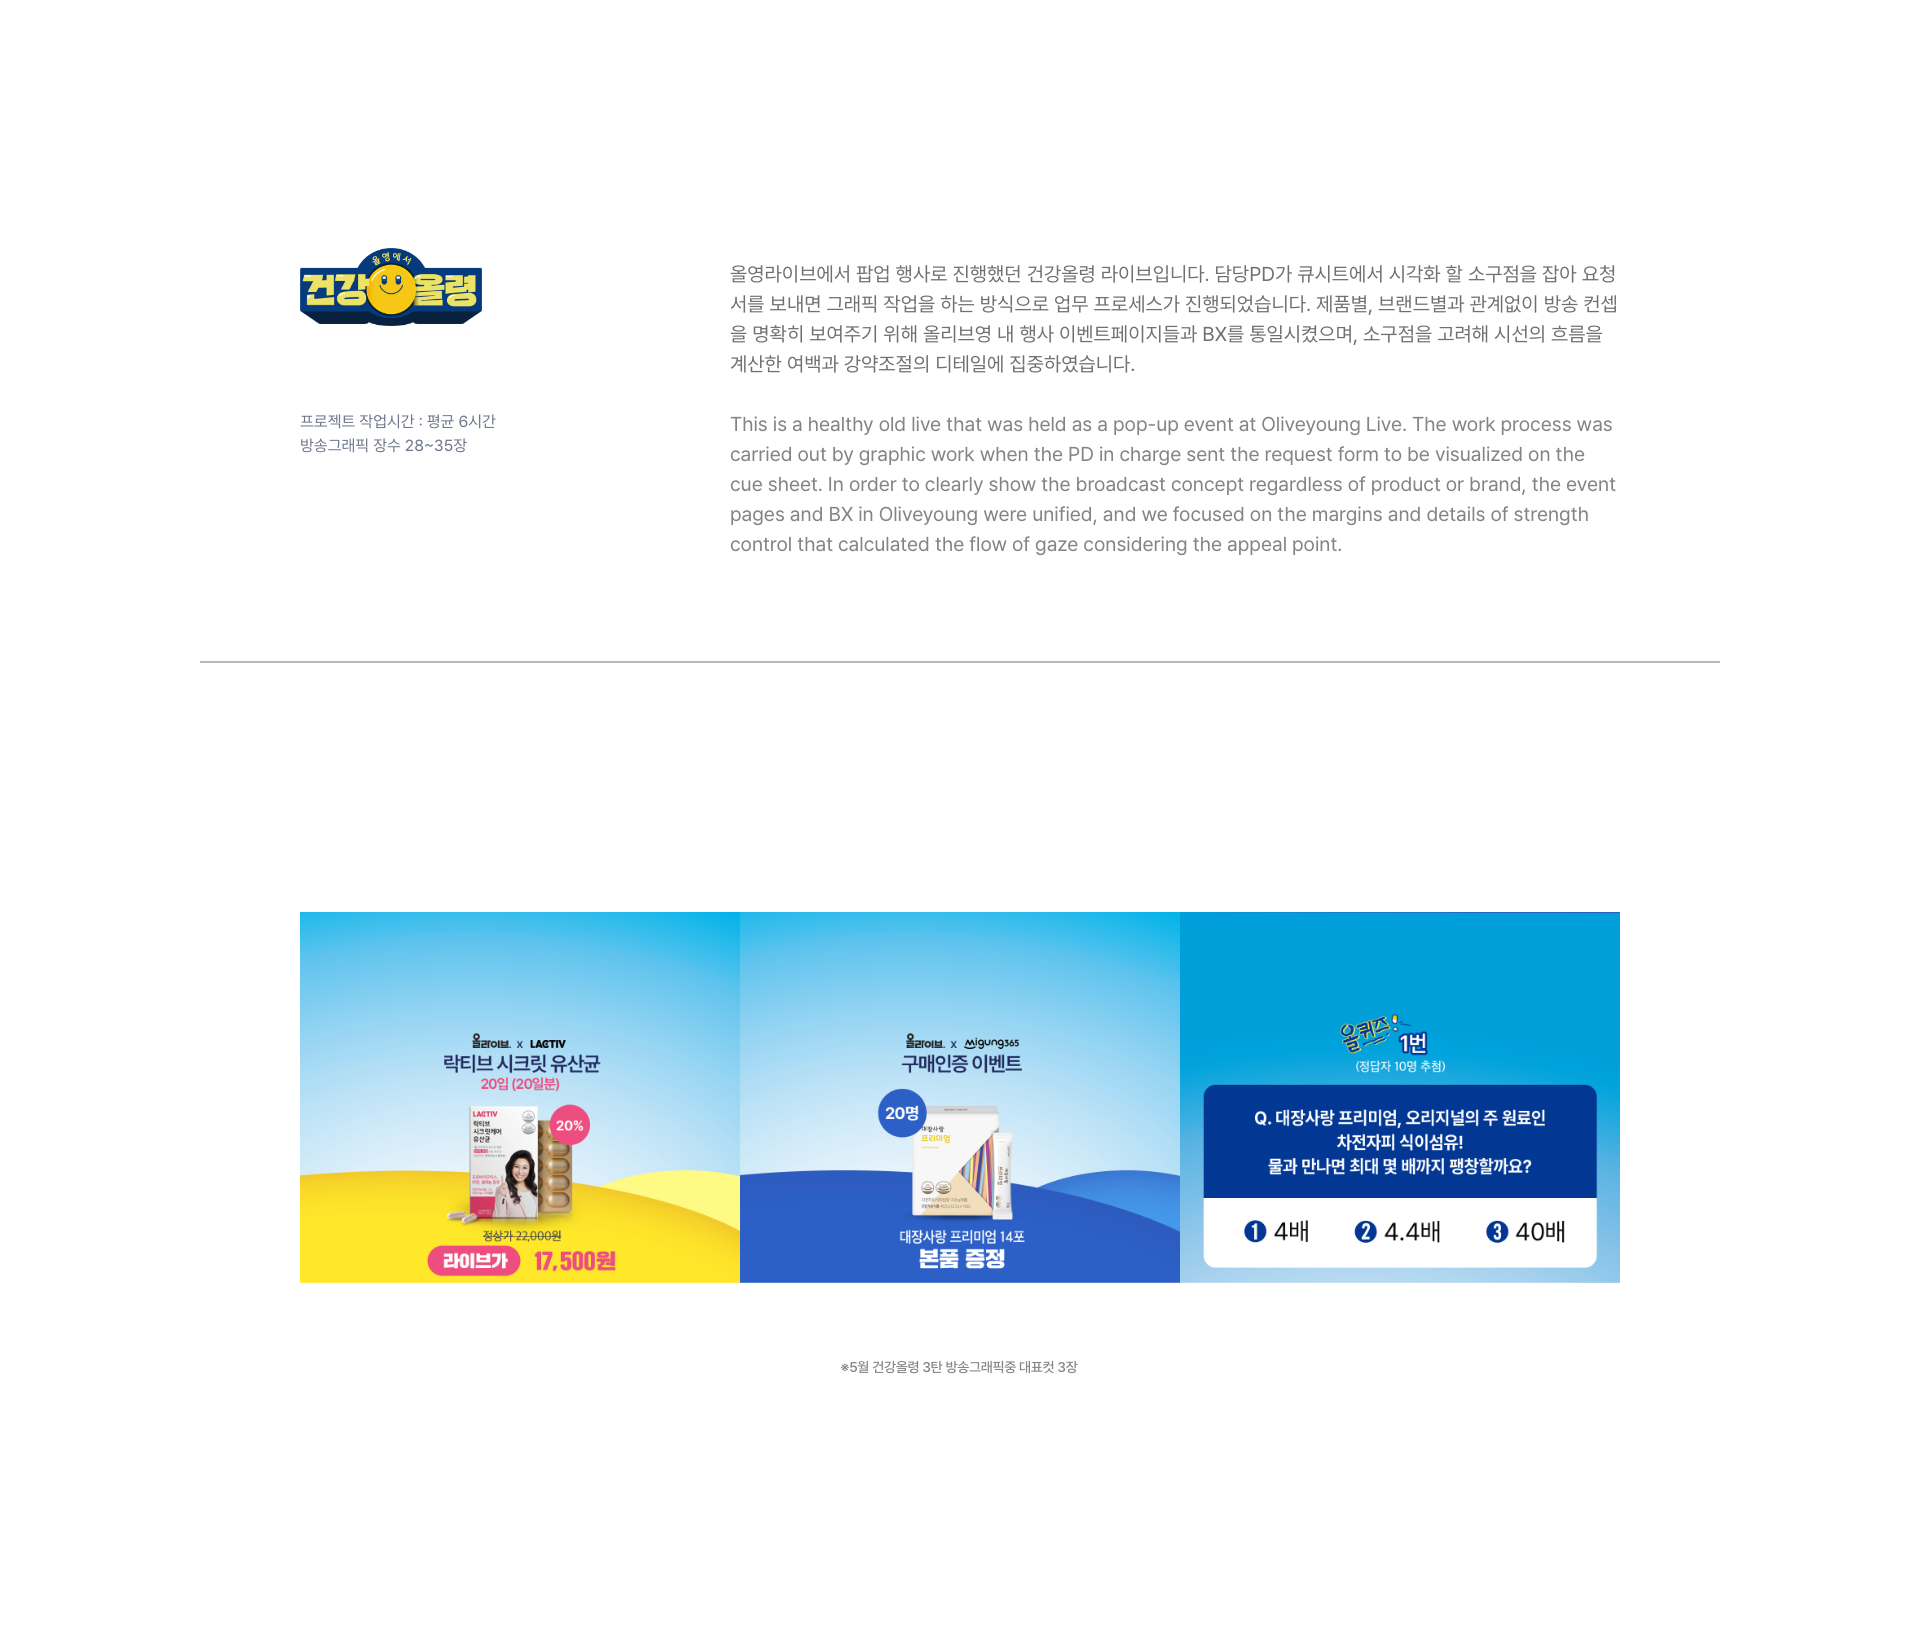 올영에서
건강올령
프로젝트 작업시간 : 평균 6시간
방송그래픽 장수 28~35장
올영라이브에서 팝업 행사로 진행했던 건강올령 라이브입니다. 담당PD가 큐시트에서 시각화 할 소구점을 잡아 요청
서를 보내면 그래픽 작업을 하는 방식으로 업무 프로세스가 진행되었습니다. 제품별, 브랜드별과 관계없이 방송 컨셉
을 명확히 보여주기 위해 올리브영 내 행사 이벤트페이지들과 BX를 통일시켰으며, 소구점을 고려해 시선의 흐름을
계산한 여백과 강약조절의 디테일에 집중하였습니다.
This is a healthy old live that was held as a pop-up event at Oliveyoung Live. The work process was
carried out by graphic work when the PD in charge sent the request form to be visualized on the
cue sheet. In order to clearly show the broadcast concept regardless of product or brand, the event
pages and BX in Oliveyoung were unified, and we focused on the margins and details of strength
control that calculated the flow of gaze considering the appeal point.
올라이브. x LACTIV
락티브 시크릿 유산균
20입 (20일분)
LACTIV
락티브
시크릿케어
유산균
20%
정상가 22,000원
라이브가 17,500원
올라이브. x migung365
구매인증 이벤트
20명
대장사랑
프리미엄
대장사랑 프리미엄 14포
본품 증정
올퀴즈!
1번
(정답자 10명 추첨)
Q. 대장사랑 프리미엄, 오리지널의 주 원료인
차전자피 식이섬유!
물과 만나면 최대 몇 배까지 팽창할까요?
1 4배 2 4.4배 3 40배
※5월 건강올령 3탄 방송그래픽중 대표컷 3장